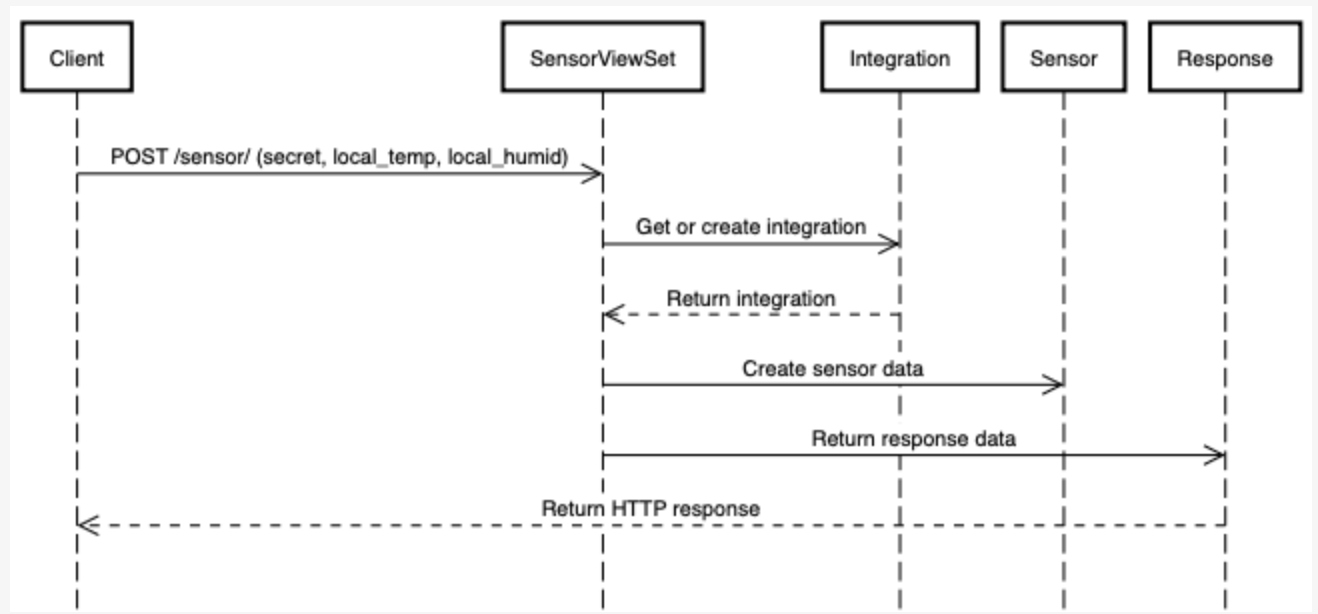 Client
SensorViewSet
Integration
Sensor
Response
POST /sensor/ (secret, local_temp, local_humid)
Get or create integration
Return integration
Create sensor data
Return response data
Return HTTP response